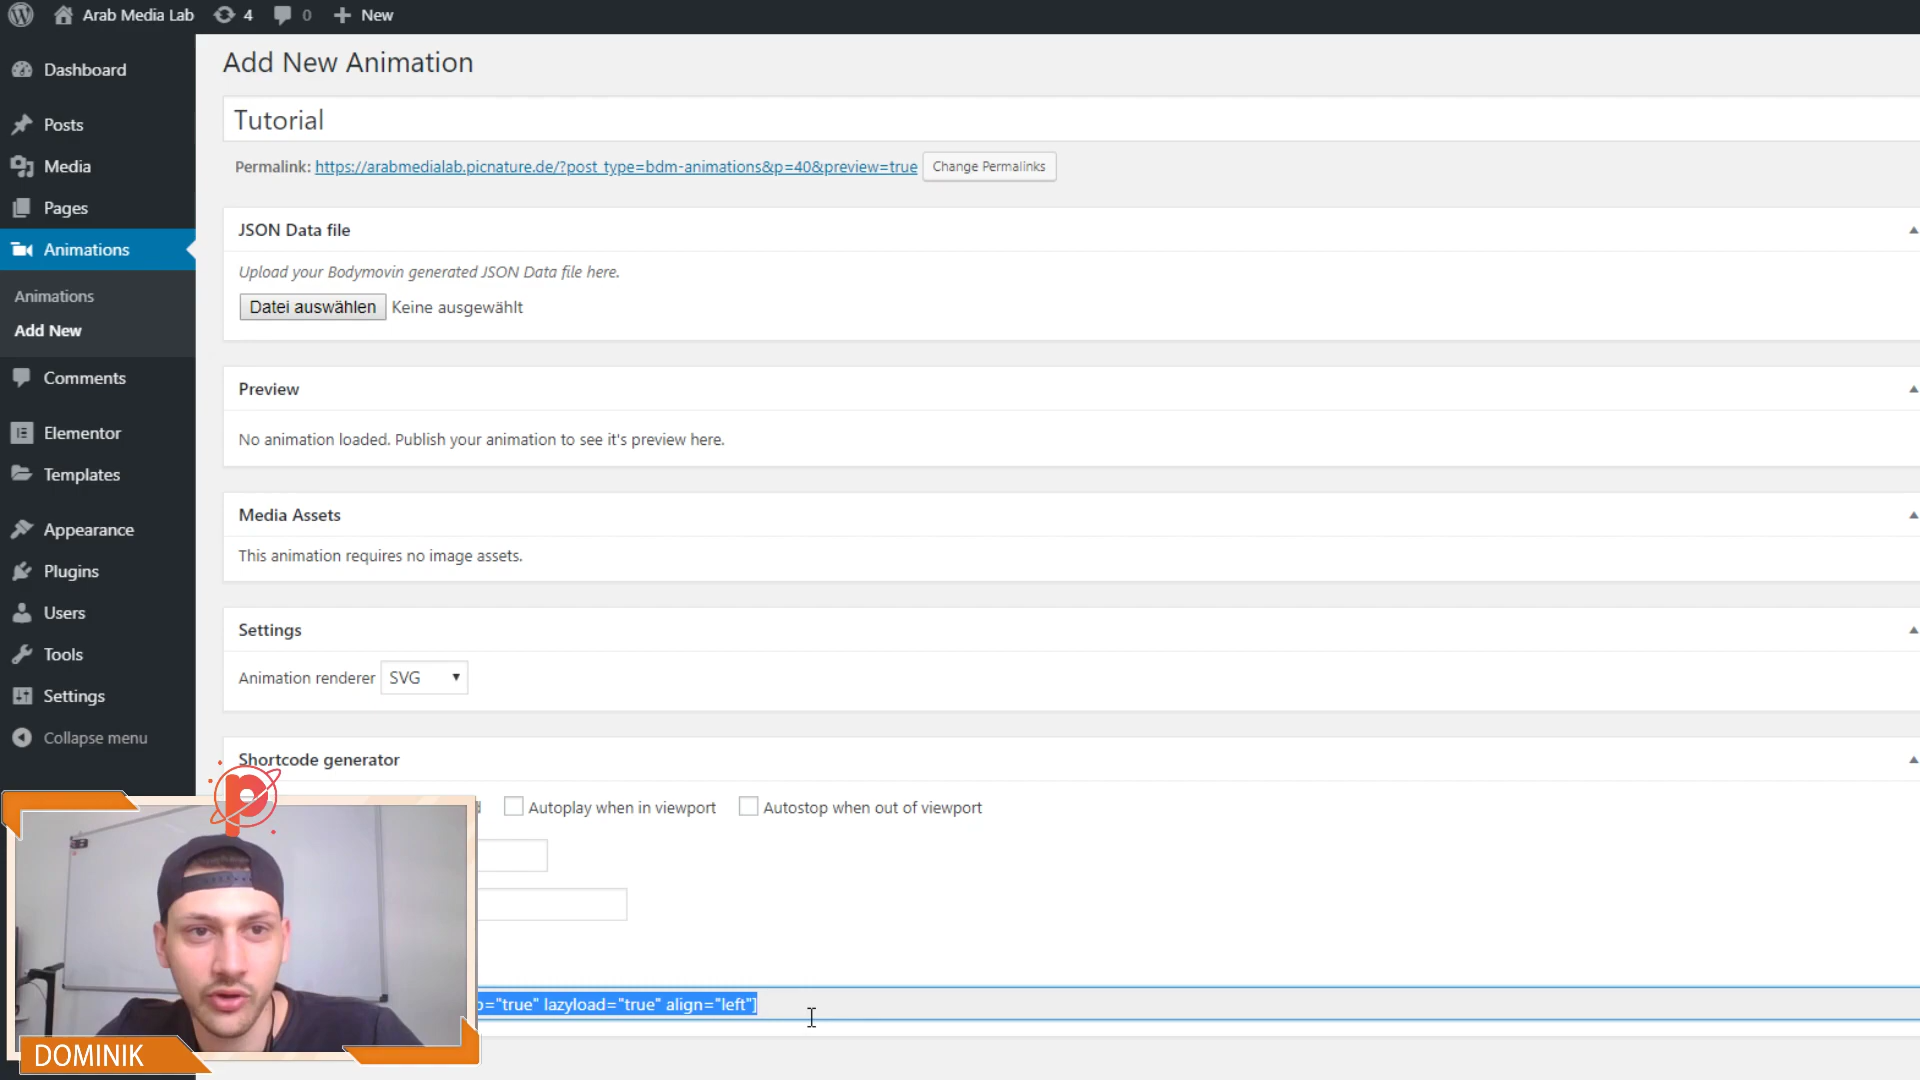 Arab Media Lab 4 0 New
Dashboard
Posts
Media
Pages
Animations
Animations
Add New
Comments
Elementor
Templates
Appearance
Plugins
Users
Tools
Settings
Collapse menu
Add New Animation
Tutorial
Permalink: https://arabmedialab.picnature.de/?post_type=bdm-animations&p=40&preview=true Change Permalinks
JSON Data file
Upload your Bodymovin generated JSON Data file here.
Datei auswählen Keine ausgewählt
Preview
No animation loaded. Publish your animation to see it's preview here.
Media Assets
This animation requires no image assets.
Settings
Animation renderer SVG
Shortcode generator
Autoplay when in viewport Autostop when out of viewport
="true" lazyload="true" align="left"]
DOMINIK